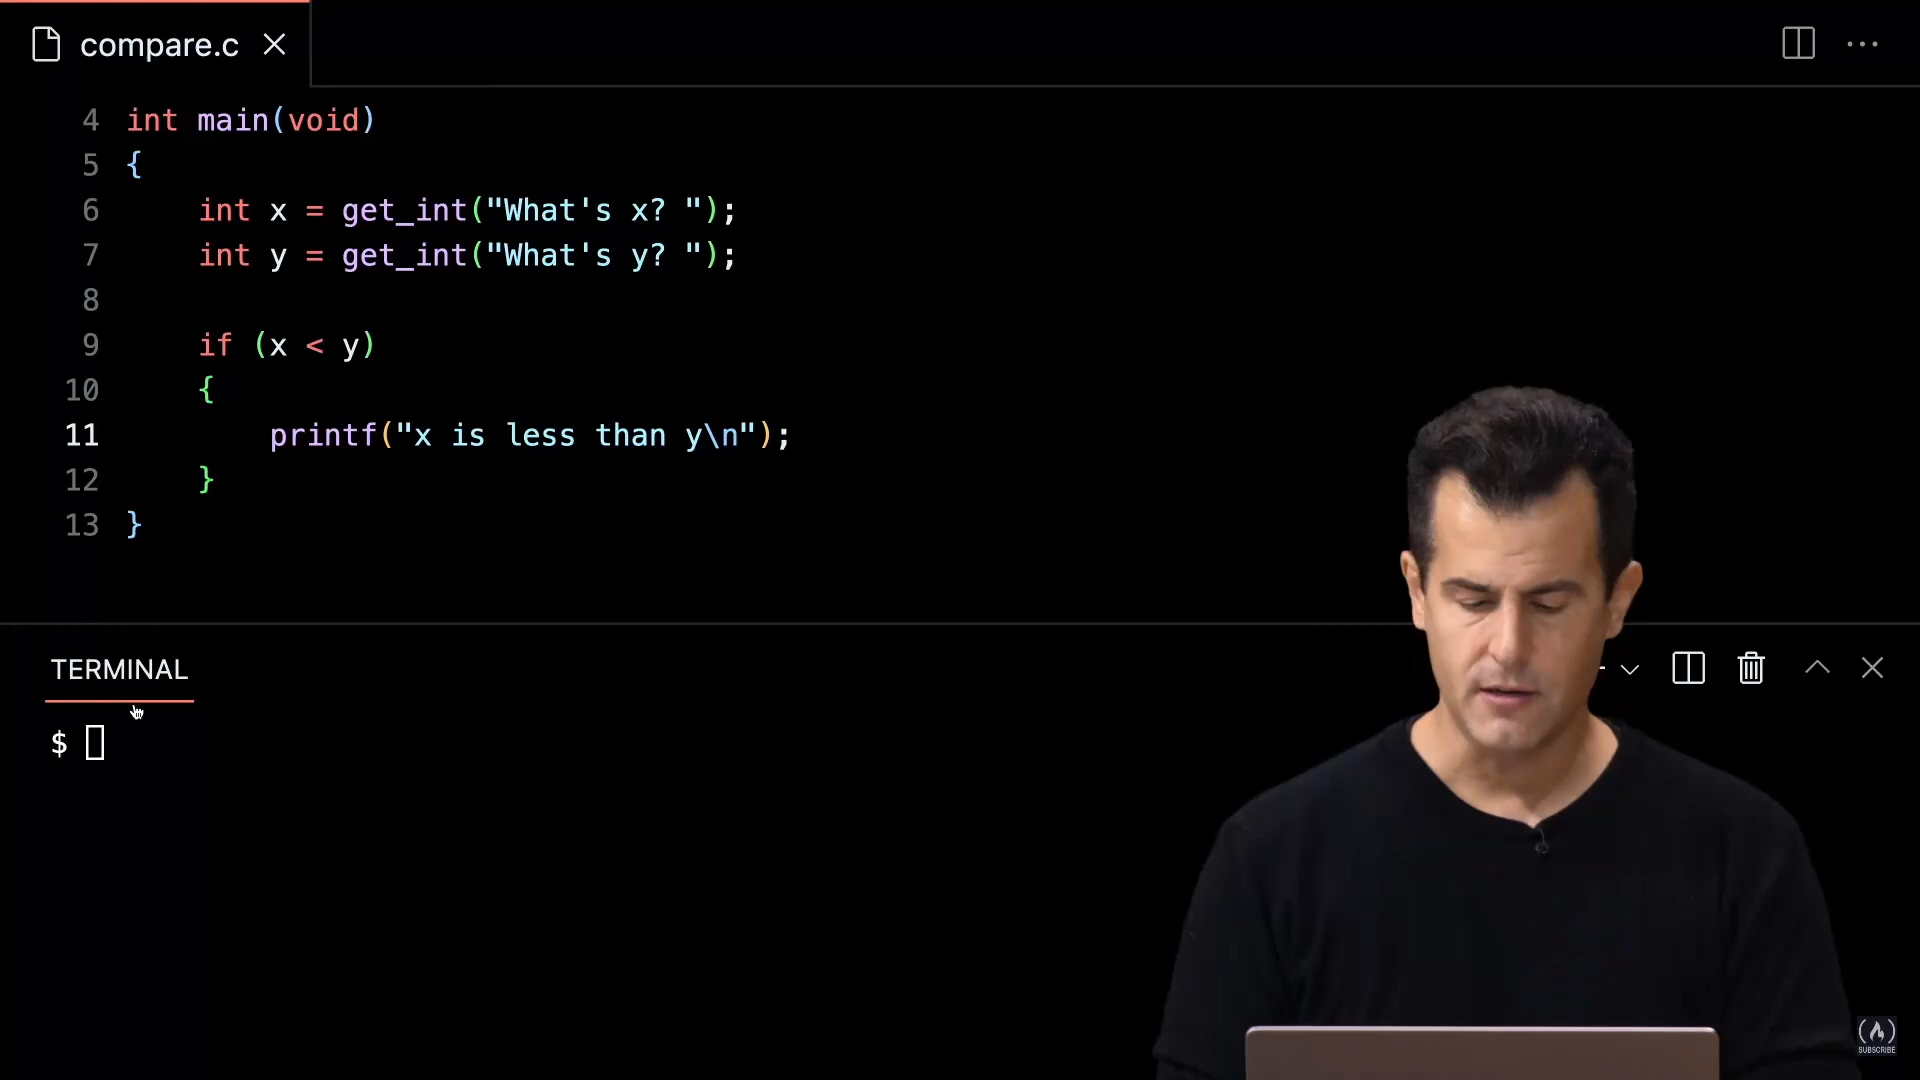 compare.c
4 int main(void)
5 {
6     int x = get_int("What's x? ");
7     int y = get_int("What's y? ");
8
9     if (x < y)
10     {
11         printf("x is less than y\n");
12     }
13 }
TERMINAL
$
SUBSCRIBE